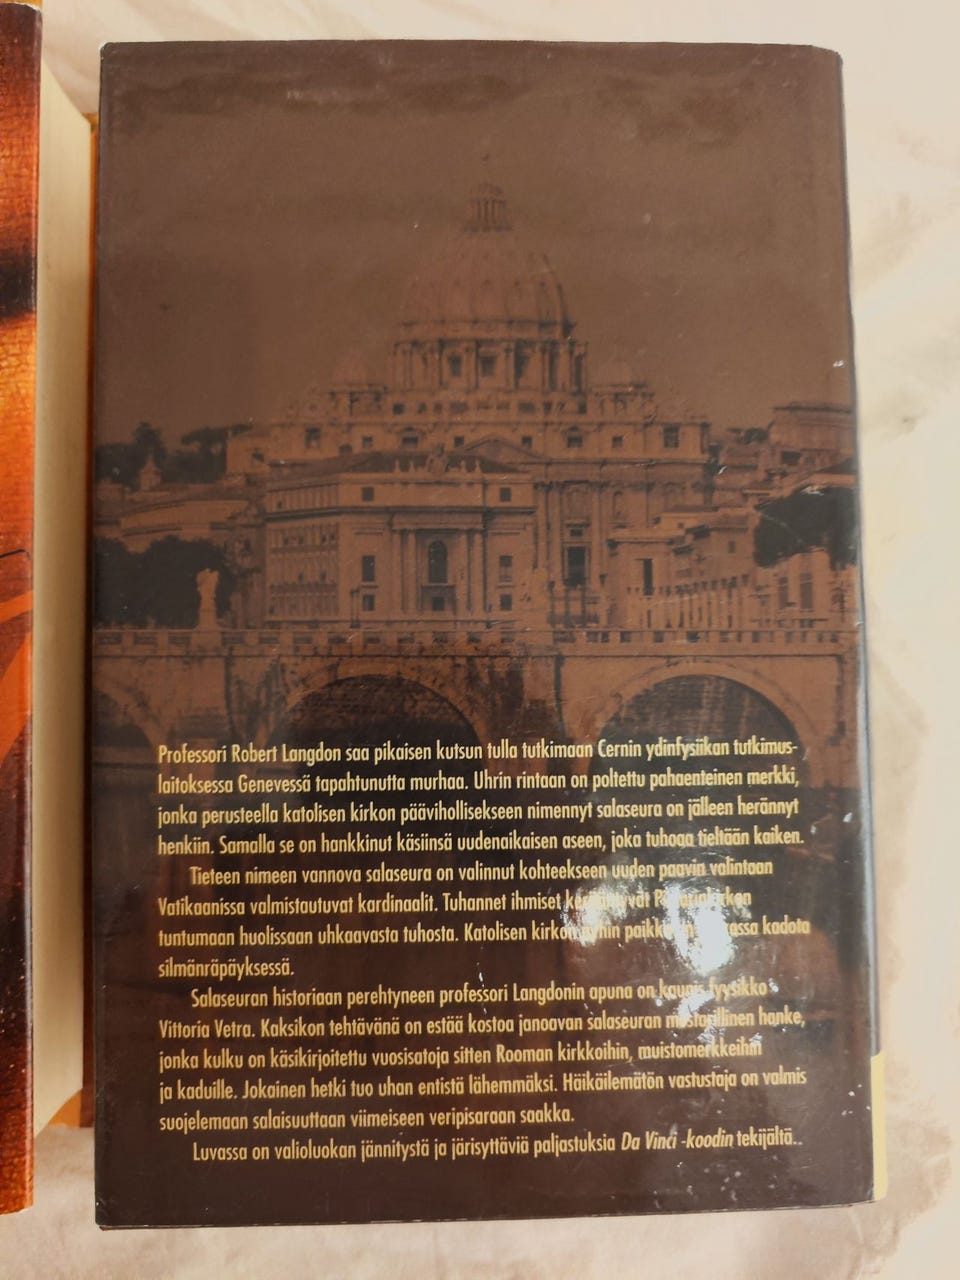 Professori Robert Langdon saa pikaisen kutsun tulla tutkimaan Cernin ydinfysiikan tutkimus-
laitoksessa Genevessä tapahtunutta murhaa. Uhrin rintaan on poltettu pahaenteinen merkki,
jonka perusteella katolisen kirkon päävihollisekseen nimennyt salaseura on jälleen herännyt
henkiin. Samalla se on hankkinut käsiinsä uudenaikaisen aseen, joka tuhoaa tieltään kaiken.
Tieteen nimeen vannova salaseura on valinnut kohteekseen uuden paavin valintaan
Vatikaanissa valmistautuvat kardinaalit. Tuhannet ihmiset
tuntumaan huolissaan uhkaavasta tuhosta. Katolisen kirkon kadota
silmänräpäyksessä.
Salaseuran historiaan perehtyneen professori Langdonin apuna on kaunis fyysikko
Vittoria Vetra. Kaksikon tehtävänä on estää kostoa janoavan salaseuran hanke,
jonka kulku on käsikirjoitettu vuosisatoja sitten Rooman kirkkoihin, muistomerkkeihin
ja kaduille. Jokainen hetki tuo uhan entistä lähemmäksi. Häikäilemätön vastustaja on valmis
suojelemaan salaisuuttaan viimeiseen veripisaraan saakka.
Luvassa on valioluokan jännitystä ja järisyttäviä paljastuksia Da Vinci -koodin tekijältä..